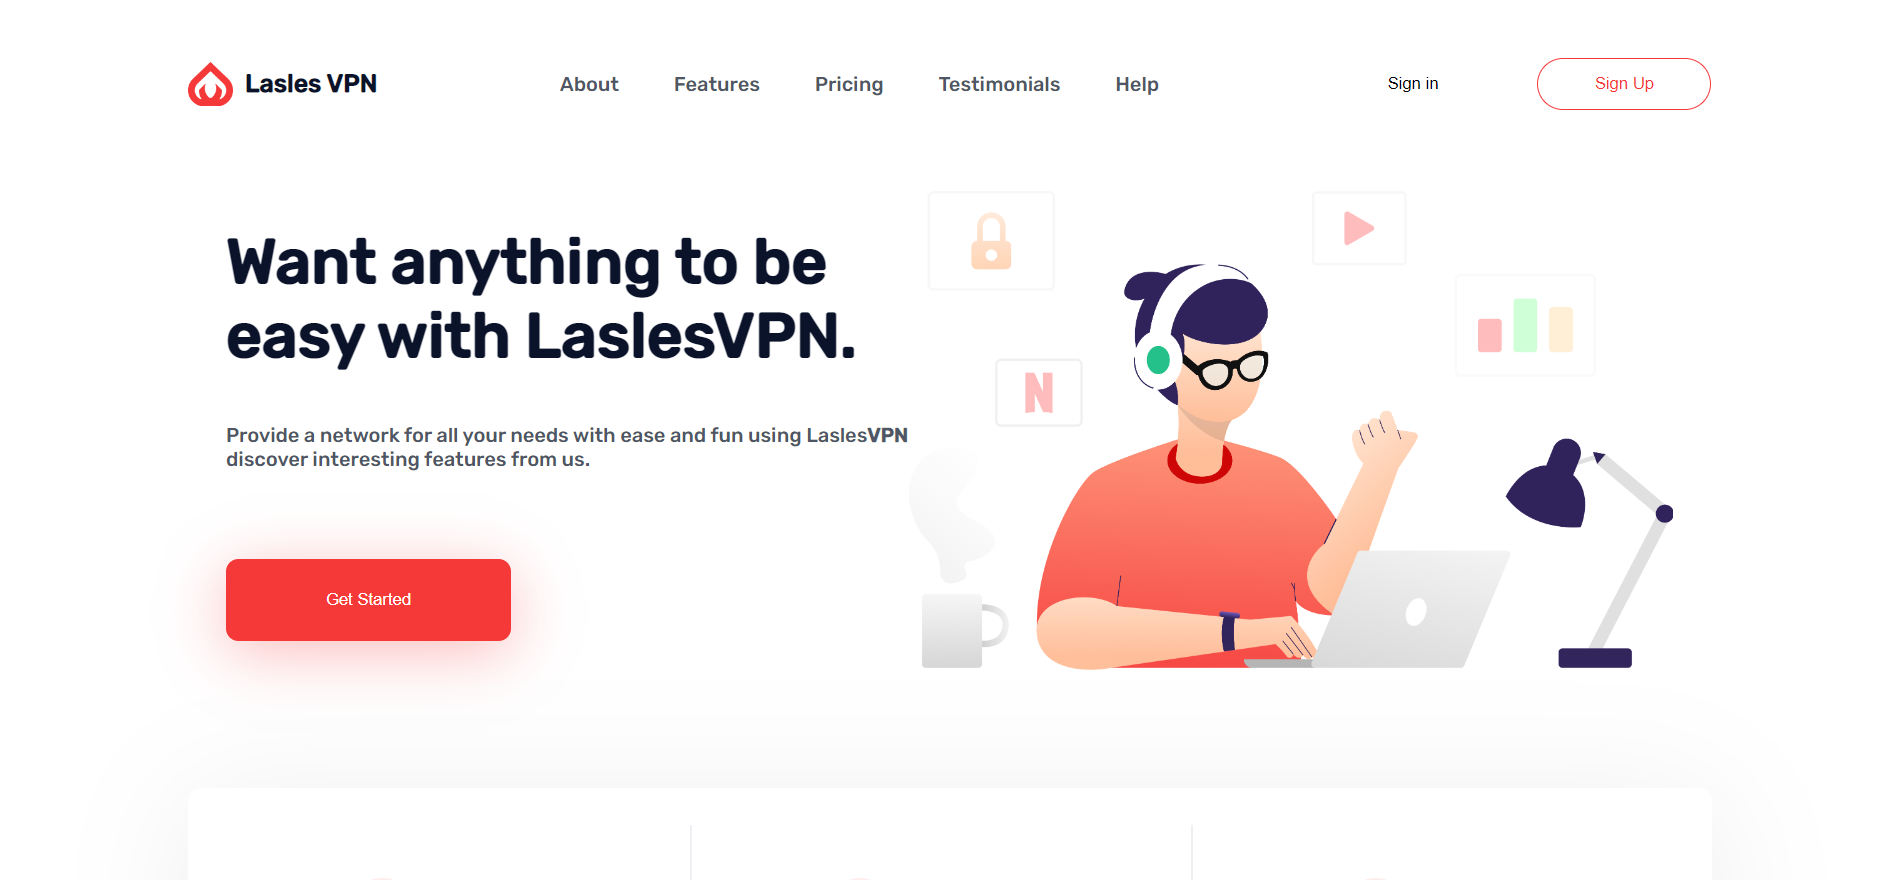 Lasles VPN
About
Features
Pricing
Testimonials
Help
Sign in
Sign Up
Want anything to be
easy with LaslesVPN.
N
Provide a network for all your needs with ease and fun using LaslesVPN
discover interesting features from us.
Get Started